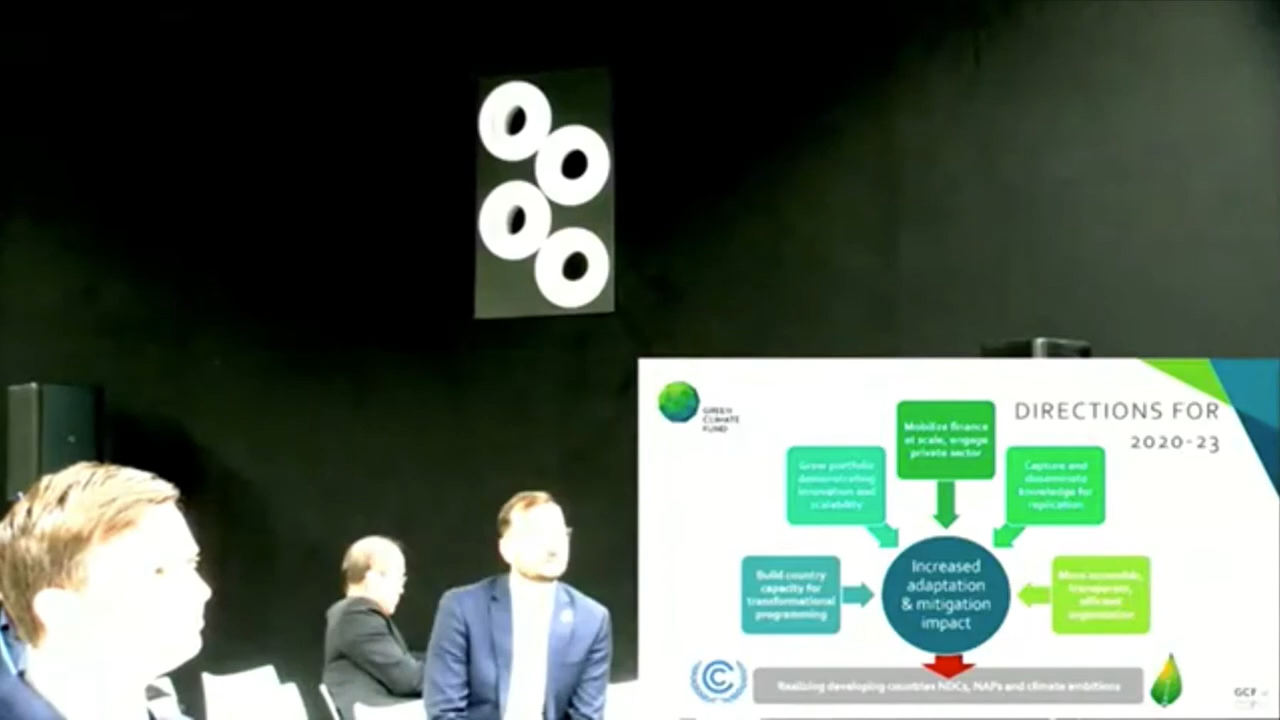 GREEN
CLIMATE
FUND
DIRECTIONS FOR
2020-23
Mobilize finance
at scale, engage
private sector
Grow portfolio
demonstrating
innovation and
scalability
Capture and
disseminate
knowledge for
replication
Build country
capacity for
transformational
programming
Increased
adaptation
& mitigation
impact
More accessible,
transparent,
efficient
organisation
Realizing developing countries NDCs, NAPs and climate ambitions
GCF